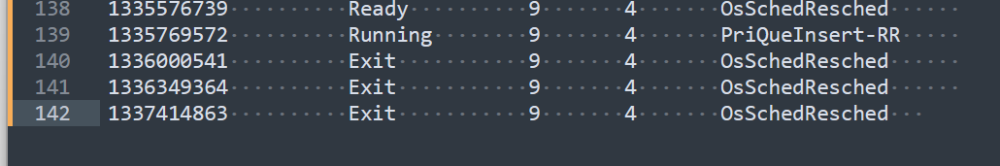 138 1335576739 Ready 9 4 OsSchedResched
139 1335769572 Running 9 4 PriQueInsert-RR
140 1336000541 Exit 9 4 OsSchedResched
141 1336349364 Exit 9 4 OsSchedResched
142 1337414863 Exit 9 4 OsSchedResched